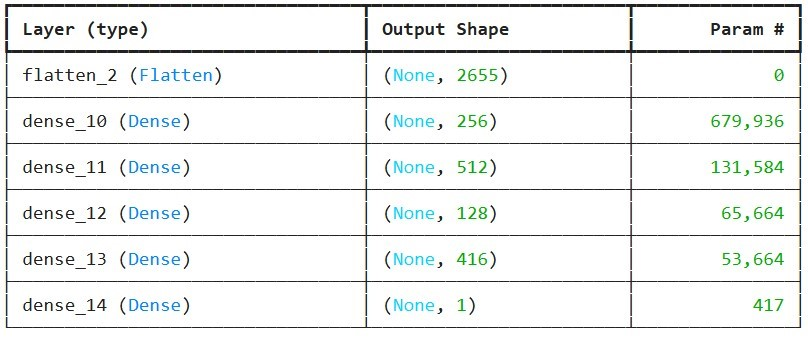 Layer (type) Output Shape Param #
flatten_2 (Flatten) (None, 2655) 0
dense_10 (Dense) (None, 256) 679,936
dense_11 (Dense) (None, 512) 131,584
dense_12 (Dense) (None, 128) 65,664
dense_13 (Dense) (None, 416) 53,664
dense_14 (Dense) (None, 1) 417